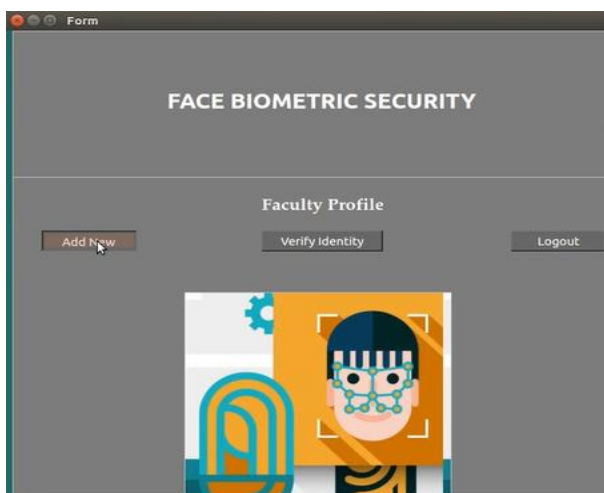 Form
FACE BIOMETRIC SECURITY
Faculty Profile
Add New
Verify Identity
Logout